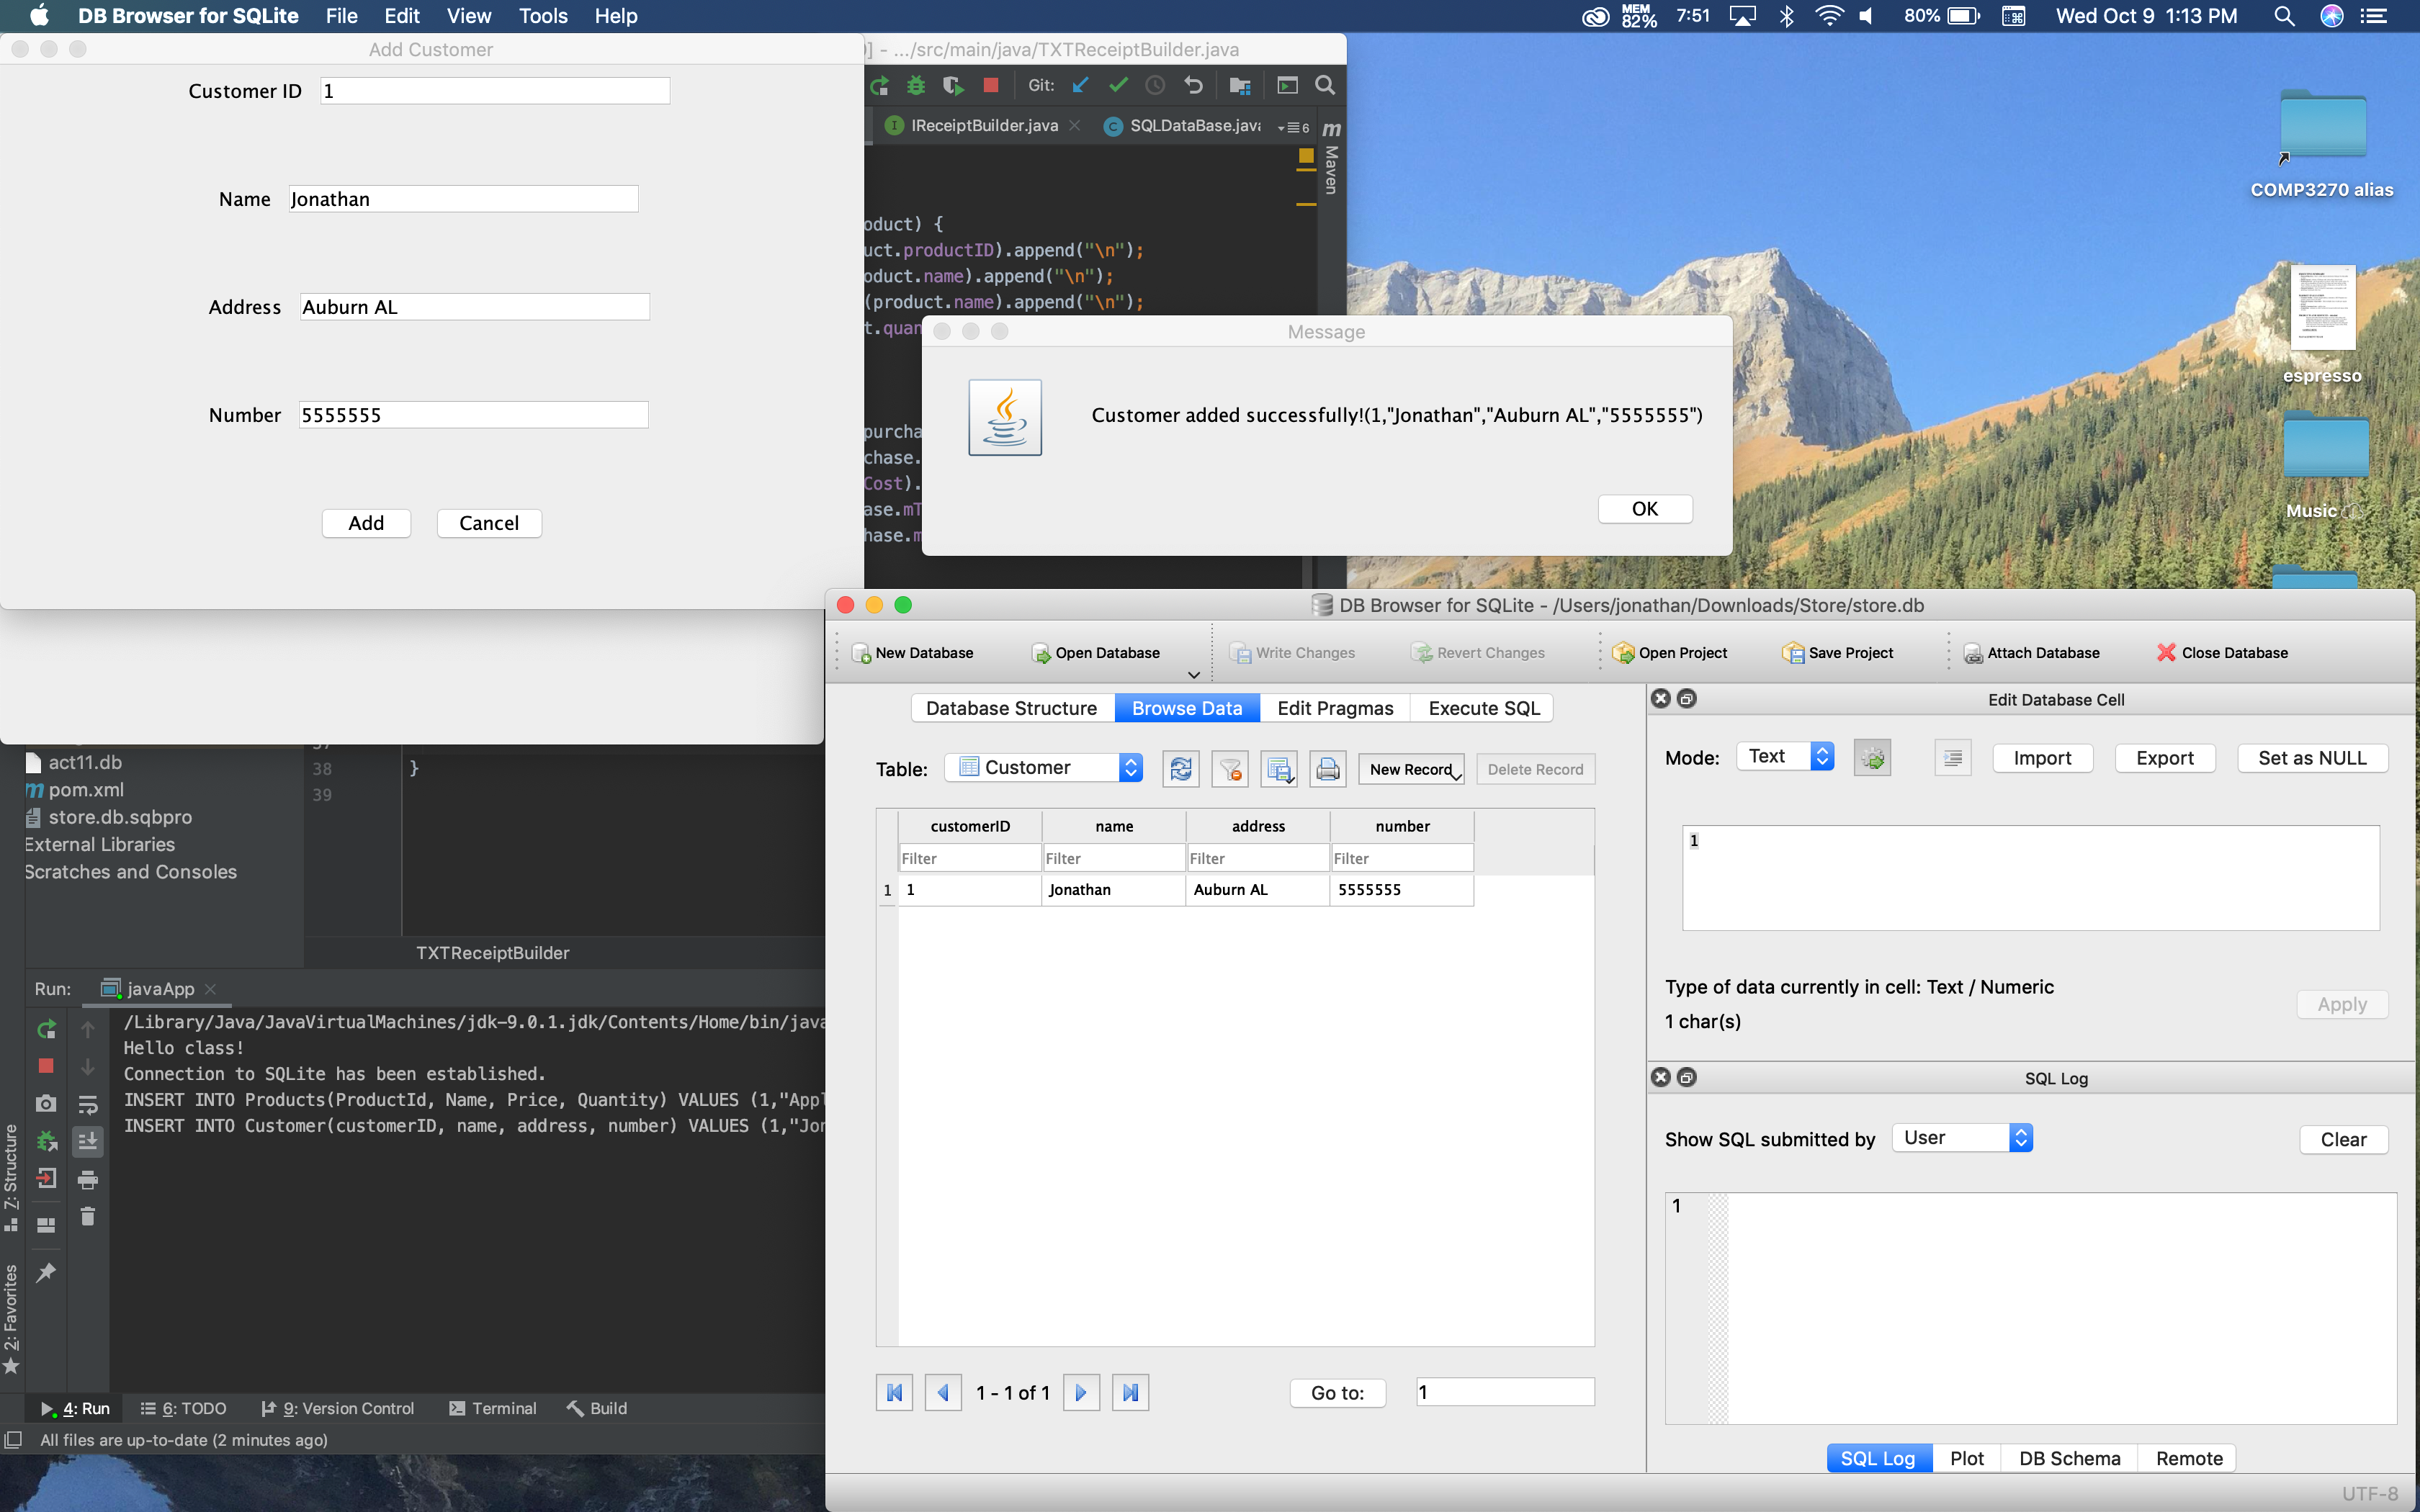 DB Browser for SQLite File Edit View Tools Help
MEM 82% 7:51 80% Wed Oct 9 1:13 PM
Add Customer
Customer ID 1
Name Jonathan
Address Auburn AL
Number 5555555
Add Cancel
] - .../src/main/java/TXTReceiptBuilder.java
Git:
IReceiptBuilder.java SQLDataBase.java 6
Maven
oduct) {
uct.productID).append("\n");
oduct.name).append("\n");
(product.name).append("\n");
t.quan
purcha
chase.
Cost).
ase.mT
hase.m
Message
Customer added successfully!(1,"Jonathan","Auburn AL","5555555")
OK
COMP3270 alias
espresso
Music
DB Browser for SQLite - /Users/jonathan/Downloads/Store/store.db
New Database Open Database Write Changes Revert Changes Open Project Save Project Attach Database Close Database
Database Structure Browse Data Edit Pragmas Execute SQL
Table: Customer New Record Delete Record
customerID name address number
Filter Filter Filter Filter
1 1 Jonathan Auburn AL 5555555
1 - 1 of 1 Go to: 1
Edit Database Cell
Mode: Text Import Export Set as NULL
1
Type of data currently in cell: Text / Numeric
1 char(s)
Apply
SQL Log
Show SQL submitted by User Clear
1
SQL Log Plot DB Schema Remote
UTF-8
act11.db
pom.xml
store.db.sqbpro
External Libraries
Scratches and Consoles
38 }
39
TXTReceiptBuilder
Run: javaApp
/Library/Java/JavaVirtualMachines/jdk-9.0.1.jdk/Contents/Home/bin/java
Hello class!
Connection to SQLite has been established.
INSERT INTO Products(ProductId, Name, Price, Quantity) VALUES (1,"Appl
INSERT INTO Customer(customerID, name, address, number) VALUES (1,"Jon
7: Structure
2: Favorites
4: Run 6: TODO 9: Version Control Terminal Build
All files are up-to-date (2 minutes ago)